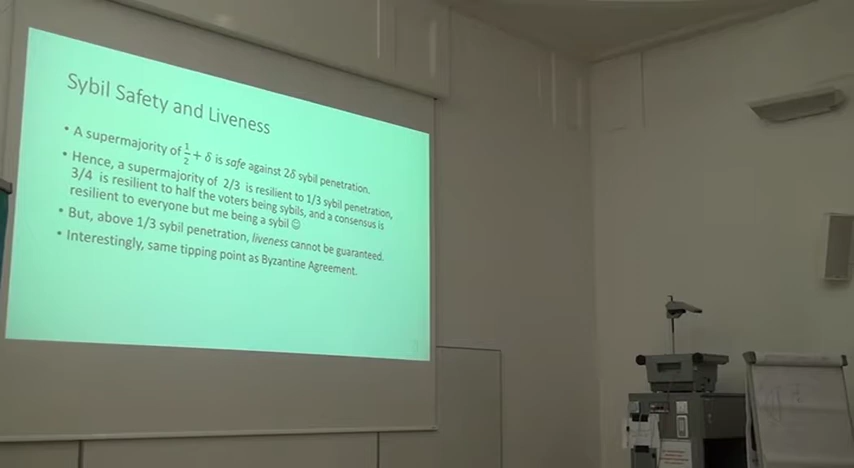 Sybil Safety and Liveness
• A supermajority of 1/2 + δ is safe against 2δ sybil penetration.
• Hence, a supermajority of 2/3 is resilient to 1/3 sybil penetration,
3/4 is resilient to half the voters being sybils, and a consensus is
resilient to everyone but me being a sybil ☺
• But, above 1/3 sybil penetration, liveness cannot be guaranteed.
• Interestingly, same tipping point as Byzantine Agreement.